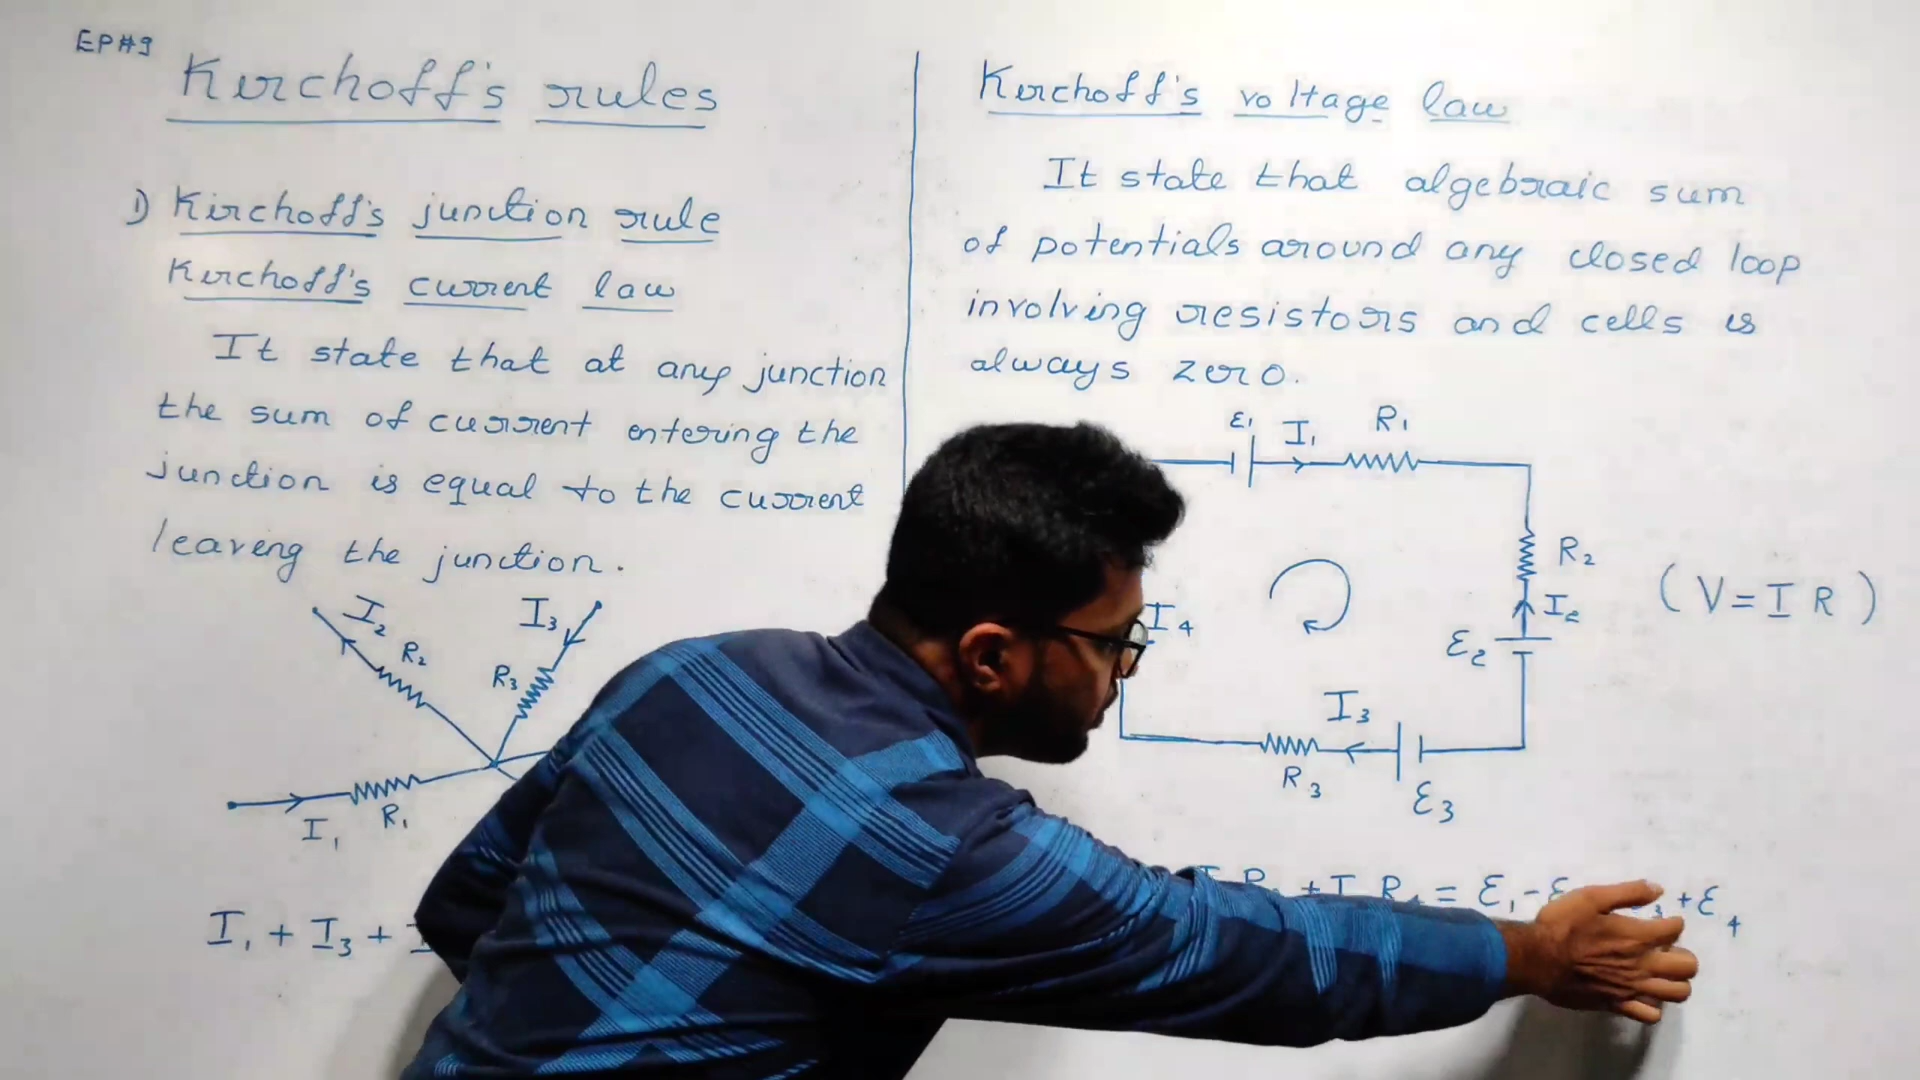 EP#9
Kirchoff's rules
1) Kirchoff's junction rule
Kirchoff's current law
It state that at any junction
the sum of current entering the
junction is equal to the current
leaveng the junction.
I₂
R₂
I₃
R₃
I₁
R₁
I₁ + I₃ +
Kirchoff's voltage law
It state that algebraic sum
of potentials around any closed loop
involving resistors and cells is
always zero.
ε₁ I₁ R₁
R₂
I₂
ε₂
(V=IR)
I₄
I₃
R₃
ε₃
= ε₁-ε +ε₄